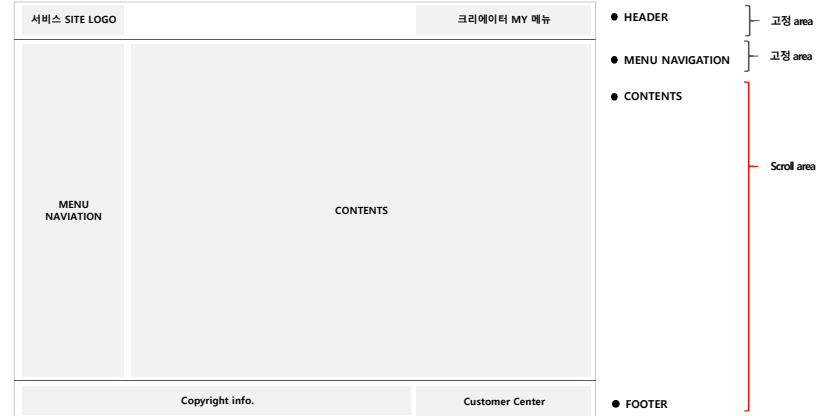 서비스 SITE LOGO
크리에이터 MY 메뉴
MENU
NAVIATION
CONTENTS
Copyright info.
Customer Center
● HEADER
고정 area
● MENU NAVIGATION
고정 area
● CONTENTS
Scroll area
● FOOTER